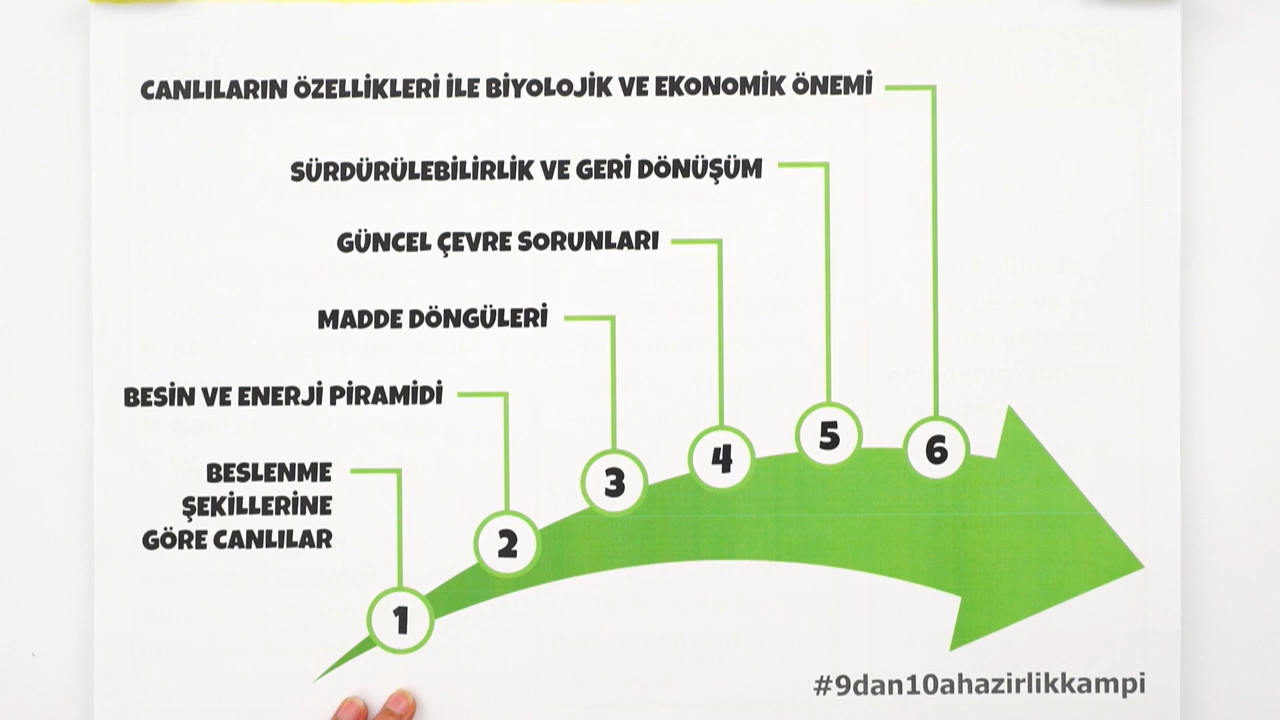 CANLILARIN ÖZELLİKLERİ İLE BİYOLOJİK VE EKONOMİK ÖNEMİ
SÜRDÜRÜLEBİLİRLİK VE GERİ DÖNÜŞÜM
GÜNCEL ÇEVRE SORUNLARI
MADDE DÖNGÜLERİ
BESİN VE ENERJİ PİRAMİDİ
BESLENME
ŞEKİLLERİNE
GÖRE CANLILAR
1
2
3
4
5
6
#9dan10ahazirlikkampi